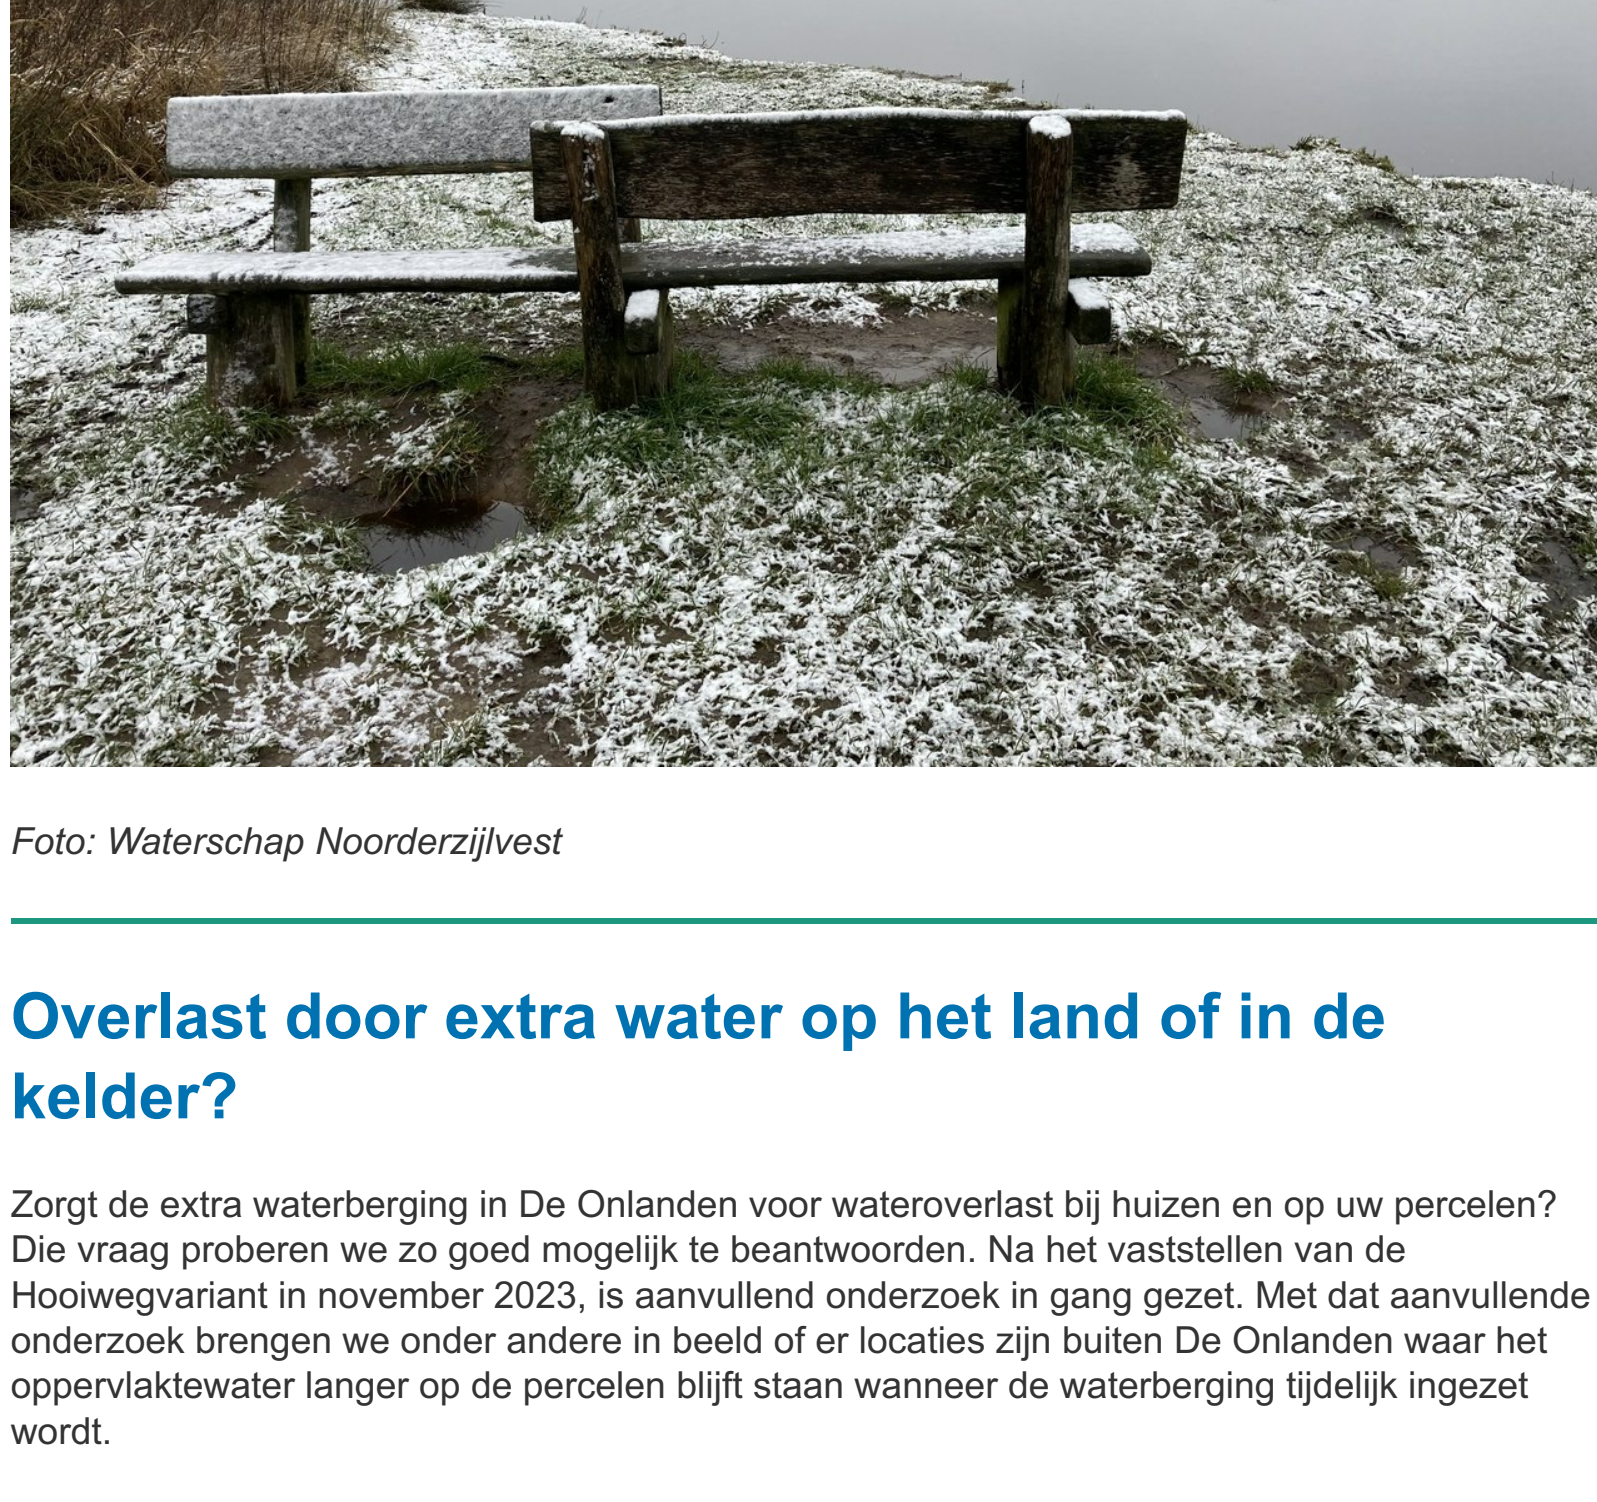 Foto: Waterschap Noorderzijlvest
Overlast door extra water op het land of in de
kelder?
Zorgt de extra waterberging in De Onlanden voor wateroverlast bij huizen en op uw percelen?
Die vraag proberen we zo goed mogelijk te beantwoorden. Na het vaststellen van de
Hooiwegvariant in november 2023, is aanvullend onderzoek in gang gezet. Met dat aanvullende
onderzoek brengen we onder andere in beeld of er locaties zijn buiten De Onlanden waar het
oppervlaktewater langer op de percelen blijft staan wanneer de waterberging tijdelijk ingezet
wordt.